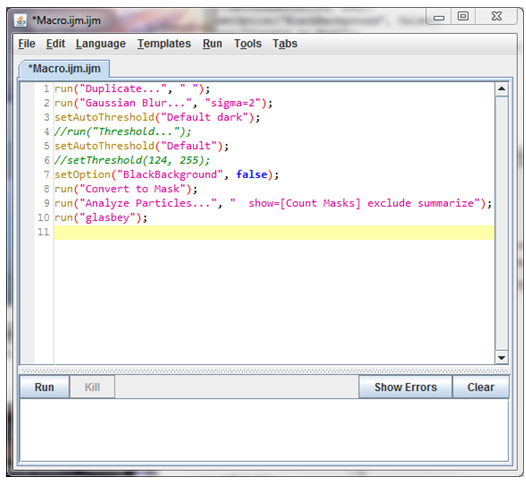 *Macro.ijm.ijm
File Edit Language Templates Run Tools Tabs
*Macro.ijm.ijm
1 run("Duplicate...", " ");
2 run("Gaussian Blur...", "sigma=2");
3 setAutoThreshold("Default dark");
4 //run("Threshold...");
5 setAutoThreshold("Default");
6 //setThreshold(124, 255);
7 setOption("BlackBackground", false);
8 run("Convert to Mask");
9 run("Analyze Particles...", "  show=[Count Masks] exclude summarize");
10 run("glasbey");
11
Run Kill Show Errors Clear